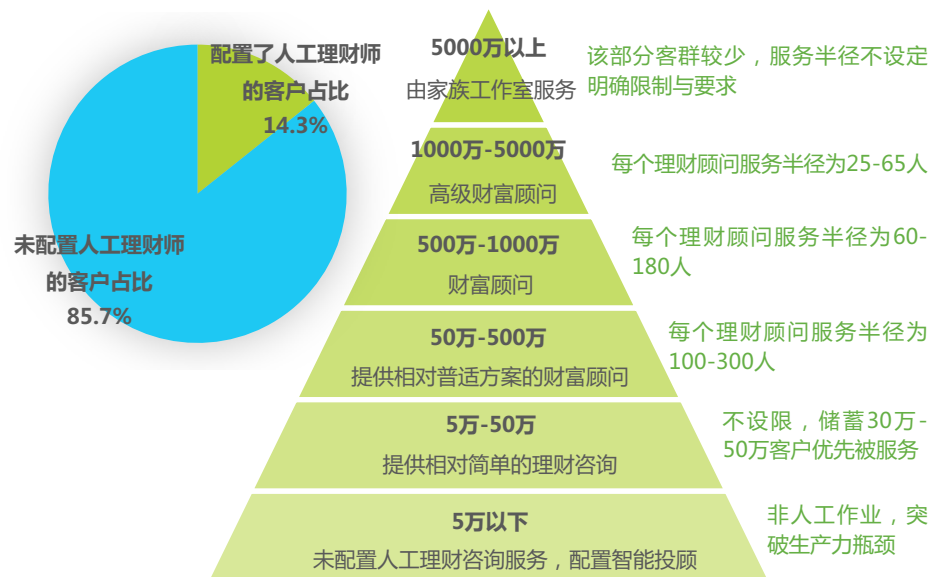 配置了人工理财师
的客户占比
14.3%
未配置人工理财师
的客户占比
85.7%
5000万以上
由家族工作室服务
该部分客群较少，服务半径不设定
明确限制与要求
1000万-5000万
高级财富顾问
每个理财顾问服务半径为25-65人
500万-1000万
财富顾问
每个理财顾问服务半径为60-
180人
50万-500万
提供相对普适方案的财富顾问
每个理财顾问服务半径为
100-300人
5万-50万
提供相对简单的理财咨询
不设限，储蓄30万-
50万客户优先被服务
5万以下
未配置人工理财咨询服务，配置智能投顾
非人工作业，突
破生产力瓶颈